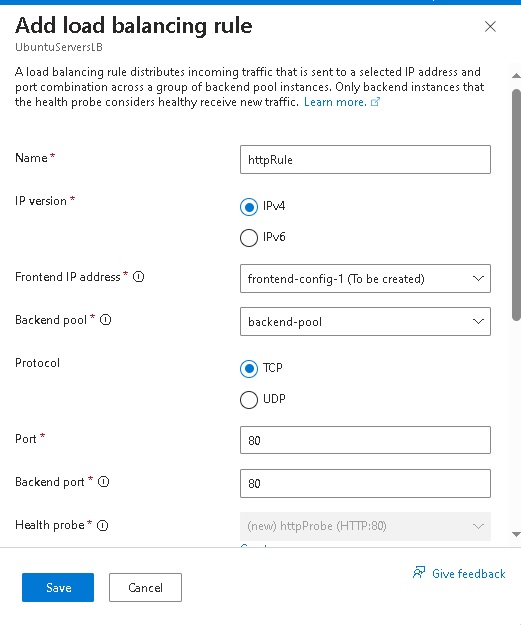 Add load balancing rule
UbuntuServersLB
A load balancing rule distributes incoming traffic that is sent to a selected IP address and
port combination across a group of backend pool instances. Only backend instances that
the health probe considers healthy receive new traffic. Learn more.
Name *
httpRule
IP version *
IPv4
IPv6
Frontend IP address *
frontend-config-1 (To be created)
Backend pool *
backend-pool
Protocol
TCP
UDP
Port *
80
Backend port *
80
Health probe *
(new) httpProbe (HTTP:80)
Save
Cancel
Give feedback